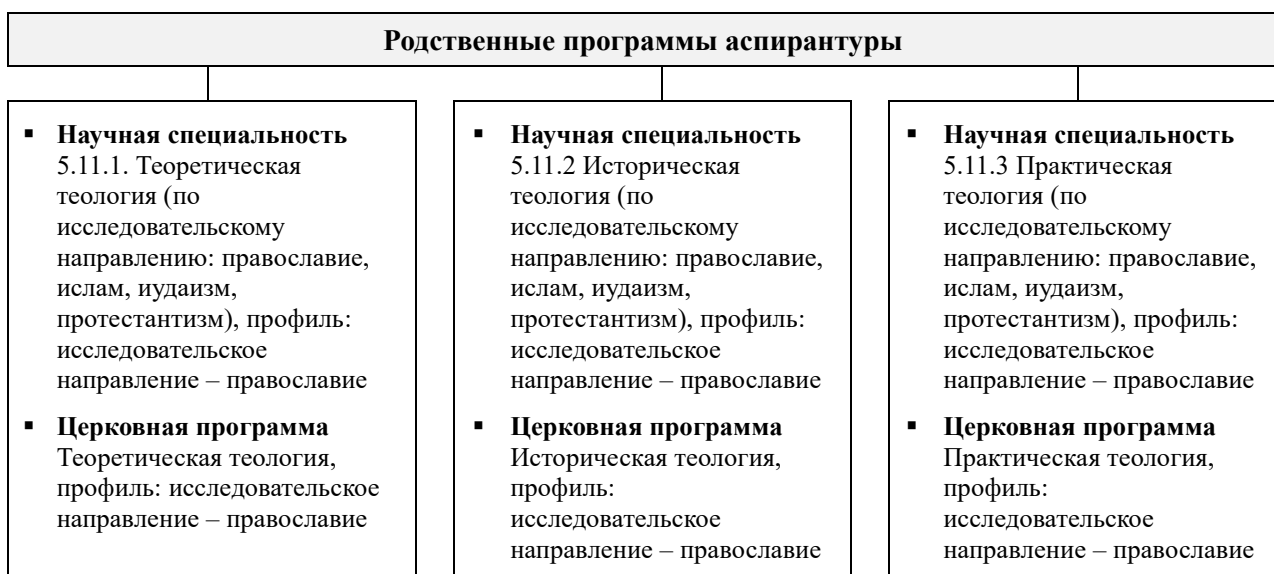 Родственные программы аспирантуры
▪ Научная специальность
5.11.1. Теоретическая
теология (по
исследовательскому
направлению: православие,
ислам, иудаизм,
протестантизм), профиль:
исследовательское
направление – православие
▪ Церковная программа
Теоретическая теология,
профиль: исследовательское
направление – православие
▪ Научная специальность
5.11.2 Историческая
теология (по
исследовательскому
направлению: православие,
ислам, иудаизм,
протестантизм), профиль:
исследовательское
направление – православие
▪ Церковная программа
Историческая теология,
профиль:
исследовательское
направление – православие
▪ Научная специальность
5.11.3 Практическая
теология (по
исследовательскому
направлению: православие,
ислам, иудаизм,
протестантизм), профиль:
исследовательское
направление – православие
▪ Церковная программа
Практическая теология,
профиль:
исследовательское
направление – православие